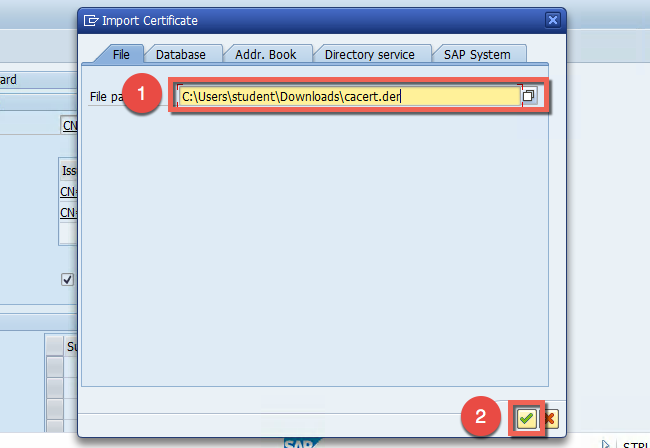 Import Certificate
File Database Addr. Book Directory service SAP System
ard
File pa 1 C:\Users\student\Downloads\cacert.der
CN
Iss
CN=
CN=
Su
2
SAP